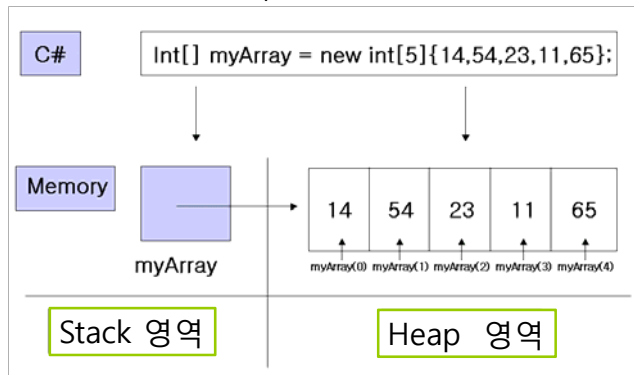 C#
Int[] myArray = new int[5]{14,54,23,11,65};
Memory
14 54 23 11 65
myArray
myArray(0) myArray(1) myArray(2) myArray(3) myArray(4)
Stack 영역
Heap 영역